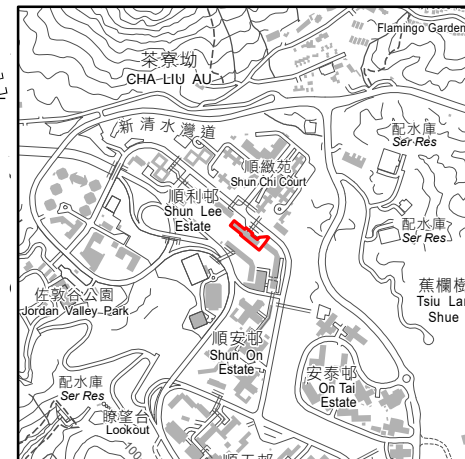 Flamingo Garden
茶寮坳
CHA LIU AU
新清水灣道
配水庫
Ser Res
順緻苑
Shun Chi Court
順利邨
Shun Lee
Estate
配水庫
Ser Res
佐敦谷公園
Jordan Valley Park
蕉欄樹
Tsiu Lan
Shue
順安邨
Shun On
Estate
安泰邨
On Tai
Estate
配水庫
Ser Res
瞭望台
Lookout
100